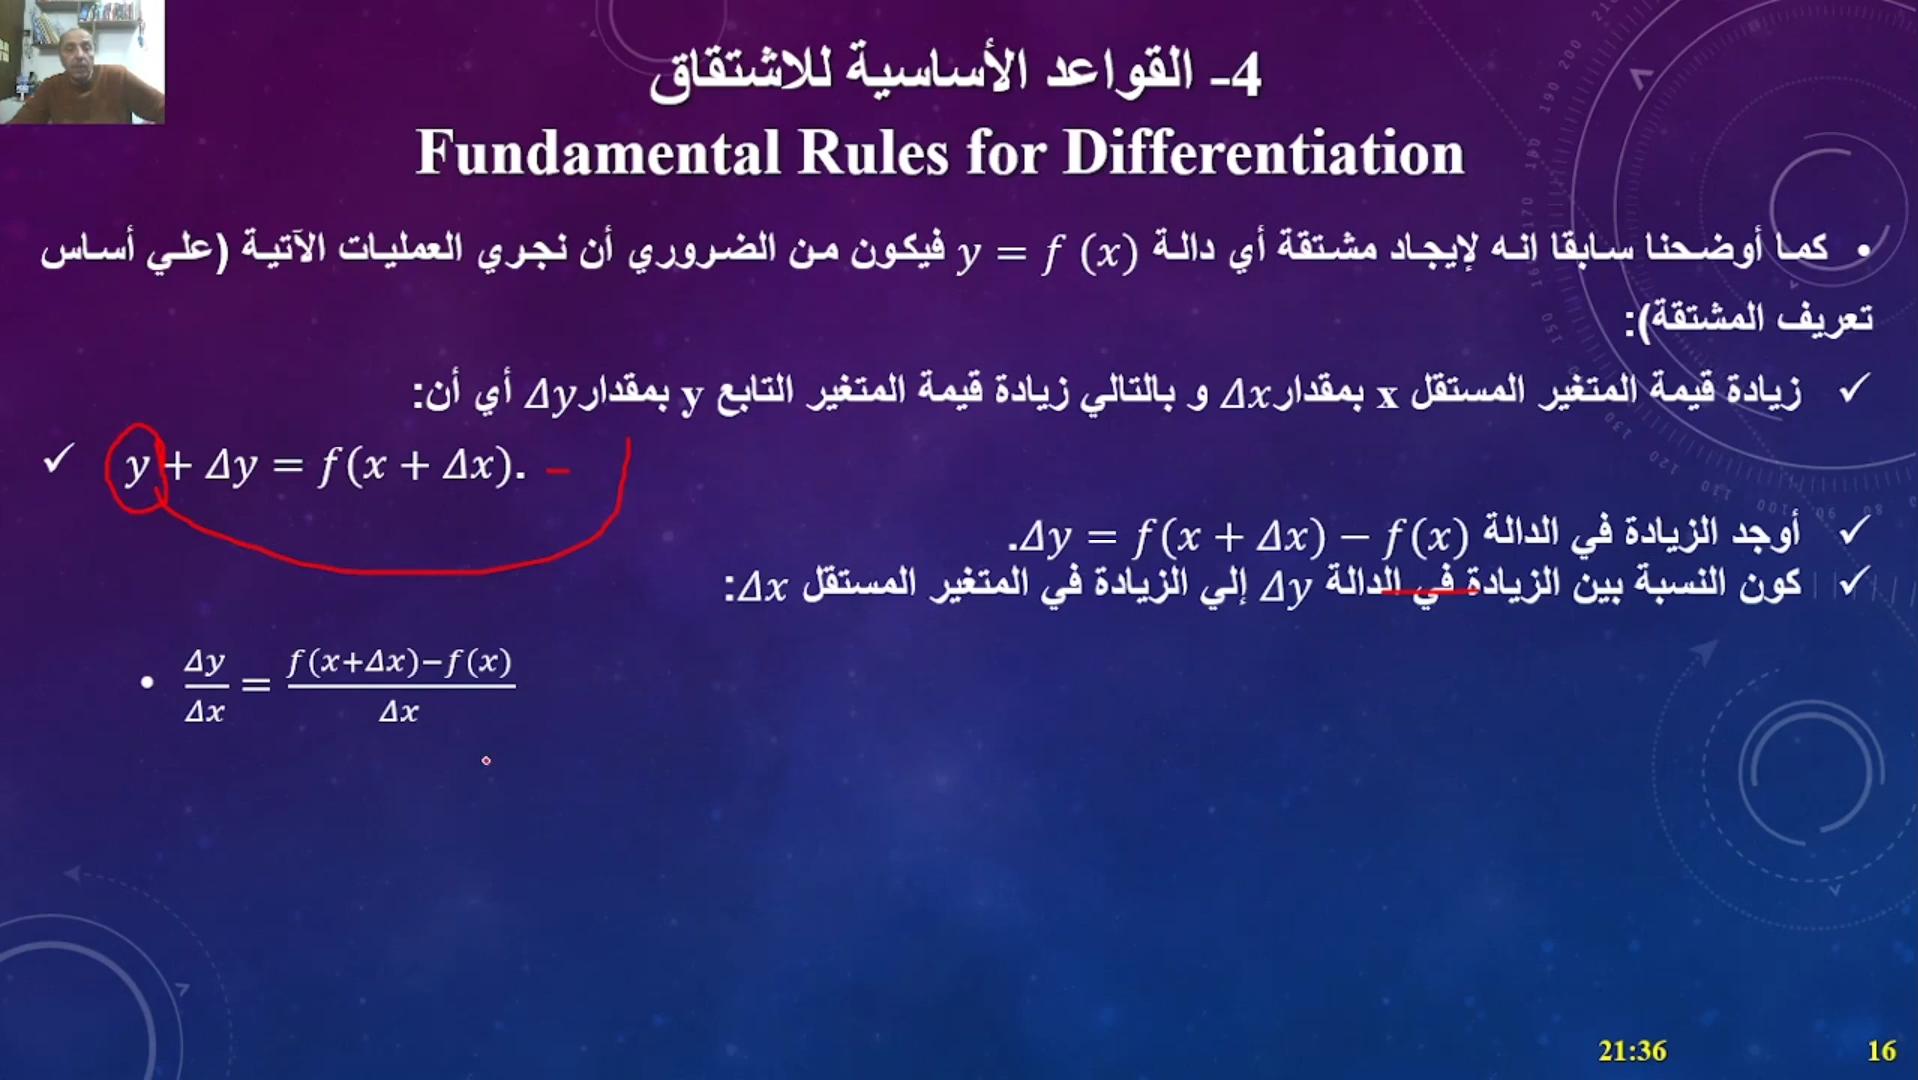 4- القواعد الأساسية للاشتقاق
Fundamental Rules for Differentiation
• كما أوضحنا سابقا انه لإيجاد مشتقة أي دالة y = f (x) فيكون من الضروري أن نجري العمليات الآتية (علي أساس
تعريف المشتقة):
✓ زيادة قيمة المتغير المستقل x بمقدار Δx و بالتالي زيادة قيمة المتغير التابع y بمقدار Δy أي أن:
✓ y + Δy = f(x + Δx). −
✓ أوجد الزيادة في الدالة Δy = f(x + Δx) − f(x).
✓ كون النسبة بين الزيادة في الدالة Δy إلي الزيادة في المتغير المستقل Δx:
• Δy/Δx = f(x+Δx)−f(x)/Δx
21:36 16